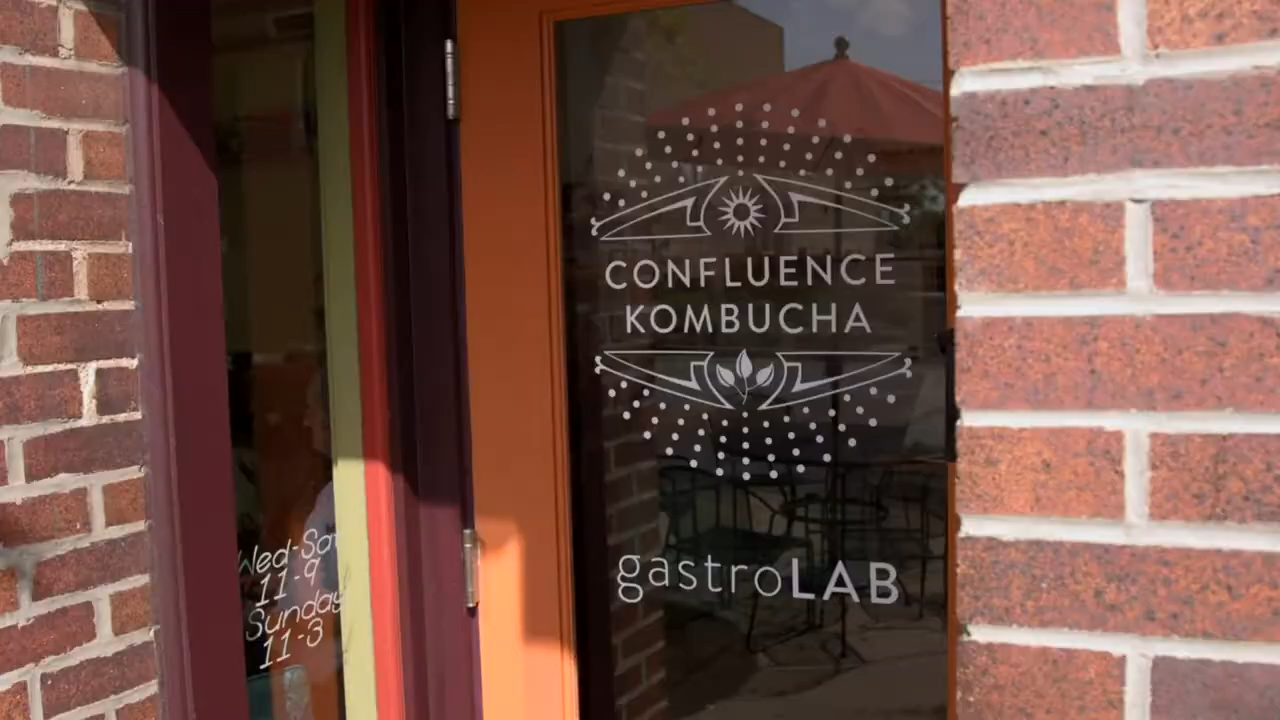 CONFLUENCE
KOMBUCHA
gastroLAB
Wed-Sat
11-9
Sunday
11-3